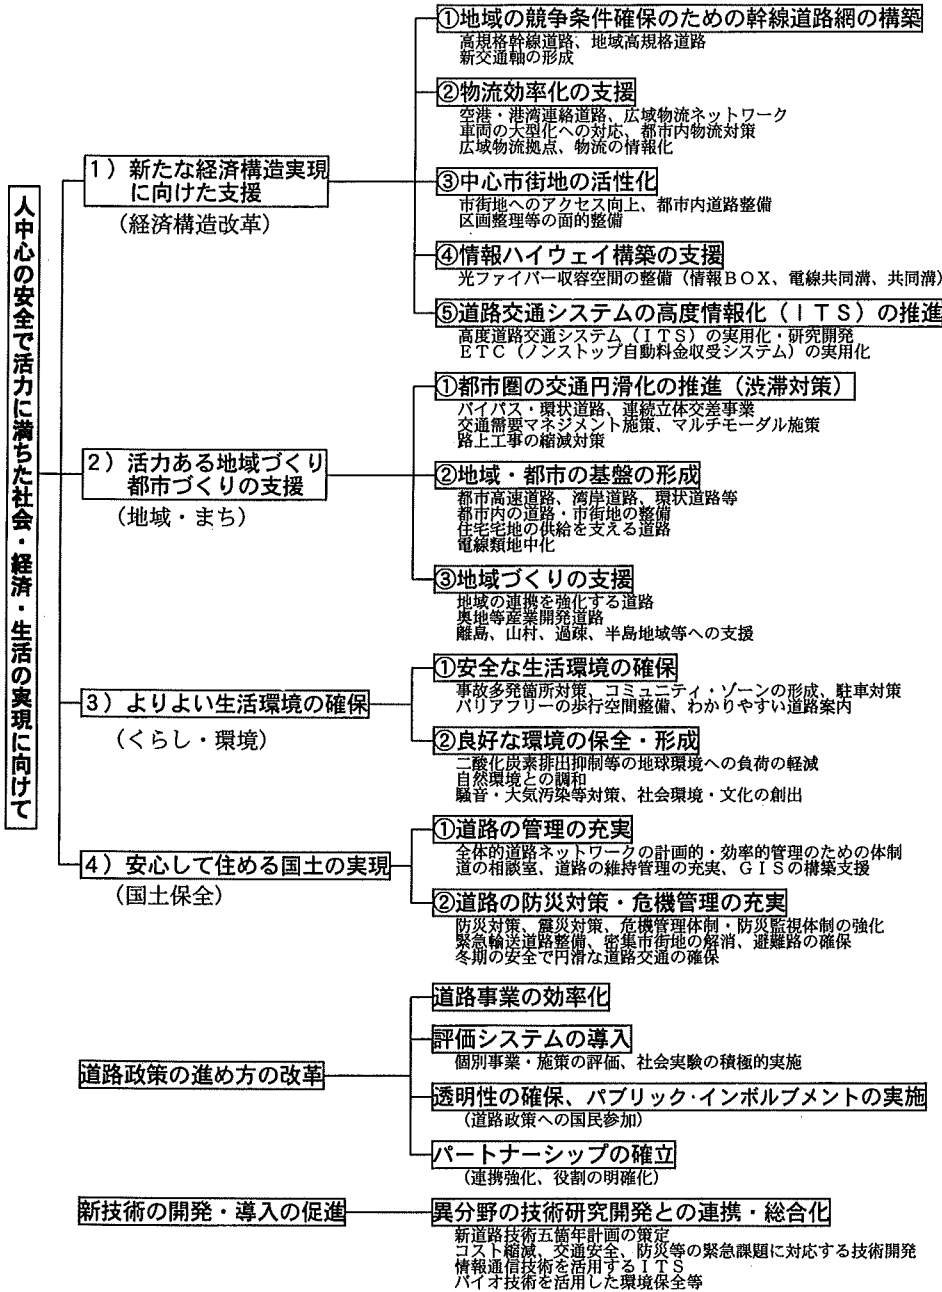 人中心の安全で活力に満ちた社会・経済・生活の実現に向けて
1）新たな経済構造実現
に向けた支援
（経済構造改革）
①地域の競争条件確保のための幹線道路網の構築
高規格幹線道路、地域高規格道路
新交通軸の形成
②物流効率化の支援
空港・港湾連絡道路、広域物流ネットワーク
車両の大型化への対応、都市内物流対策
広域物流拠点、物流の情報化
③中心市街地の活性化
市街地へのアクセス向上、都市内道路整備
区画整理等の面的整備
④情報ハイウェイ構築の支援
光ファイバー収容空間の整備（情報ＢＯＸ、電線共同溝、共同溝）
⑤道路交通システムの高度情報化（ＩＴＳ）の推進
高度道路交通システム（ＩＴＳ）の実用化・研究開発
ＥＴＣ（ノンストップ自動料金収受システム）の実用化
2）活力ある地域づくり
都市づくりの支援
（地域・まち）
①都市圏の交通円滑化の推進（渋滞対策）
バイパス・環状道路、連続立体交差事業
交通需要マネジメント施策、マルチモーダル施策
路上工事の縮減対策
②地域・都市の基盤の形成
都市高速道路、湾岸道路、環状道路等
都市内の道路・市街地の整備
住宅宅地の供給を支える道路
電線類地中化
③地域づくりの支援
地域の連携を強化する道路
奥地等産業開発道路
離島、山村、過疎、半島地域等への支援
3）よりよい生活環境の確保
（くらし・環境）
①安全な生活環境の確保
事故多発箇所対策、コミュニティ・ゾーンの形成、駐車対策
バリアフリーの歩行空間整備、わかりやすい道路案内
②良好な環境の保全・形成
二酸化炭素排出抑制等の地球環境への負荷の軽減
自然環境との調和
騒音・大気汚染等対策、社会環境・文化の創出
4）安心して住める国土の実現
（国土保全）
①道路の管理の充実
全体的道路ネットワークの計画的・効率的管理のための体制
道の相談室、道路の維持管理の充実、ＧＩＳの構築支援
②道路の防災対策・危機管理の充実
防災対策、震災対策、危機管理体制・防災監視体制の強化
緊急輸送道路整備、密集市街地の解消、避難路の確保
冬期の安全で円滑な道路交通の確保
道路政策の進め方の改革
道路事業の効率化
評価システムの導入
個別事業・施策の評価、社会実験の積極的実施
透明性の確保、パブリック・インボルブメントの実施
（道路政策への国民参加）
パートナーシップの確立
（連携強化、役割の明確化）
新技術の開発・導入の促進
異分野の技術研究開発との連携・総合化
新道路技術五箇年計画の策定
コスト縮減、交通安全、防災等の緊急課題に対応する技術開発
情報通信技術を活用するＩＴＳ
バイオ技術を活用した環境保全等